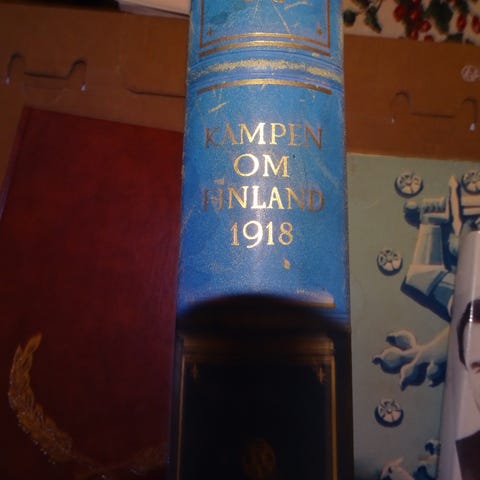 KAMPEN
OM
FINLAND
1918